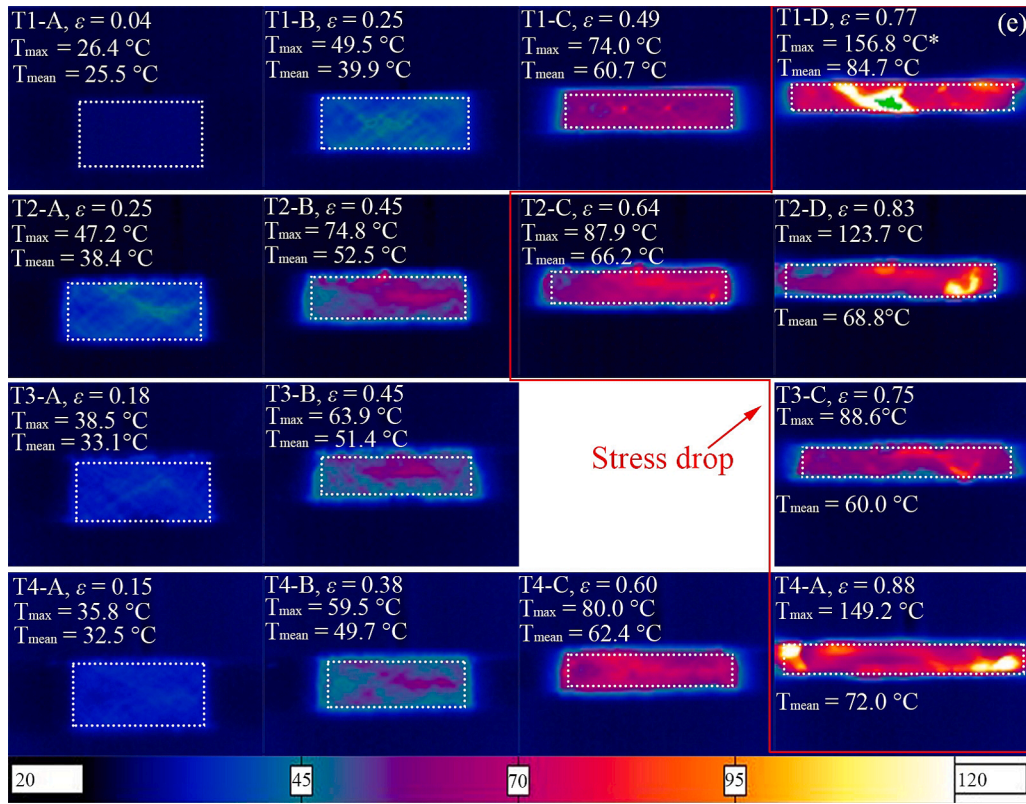 T1-A, ε = 0.04
Tmax = 26.4 °C
Tmean = 25.5 °C
T1-B, ε = 0.25
Tmax = 49.5 °C
Tmean = 39.9 °C
T1-C, ε = 0.49
Tmax = 74.0 °C
Tmean = 60.7 °C
T1-D, ε = 0.77
Tmax = 156.8 °C*
Tmean = 84.7 °C
(e)
T2-A, ε = 0.25
Tmax = 47.2 °C
Tmean = 38.4 °C
T2-B, ε = 0.45
Tmax = 74.8 °C
Tmean = 52.5 °C
T2-C, ε = 0.64
Tmax = 87.9 °C
Tmean = 66.2 °C
T2-D, ε = 0.83
Tmax = 123.7 °C
Tmean = 68.8°C
T3-A, ε = 0.18
Tmax = 38.5 °C
Tmean = 33.1°C
T3-B, ε = 0.45
Tmax = 63.9 °C
Tmean = 51.4 °C
Stress drop
T3-C, ε = 0.75
Tmax = 88.6°C
Tmean = 60.0 °C
T4-A, ε = 0.15
Tmax = 35.8 °C
Tmean = 32.5 °C
T4-B, ε = 0.38
Tmax = 59.5 °C
Tmean = 49.7 °C
T4-C, ε = 0.60
Tmax = 80.0 °C
Tmean = 62.4 °C
T4-A, ε = 0.88
Tmax = 149.2 °C
Tmean = 72.0 °C
20
45
70
95
120